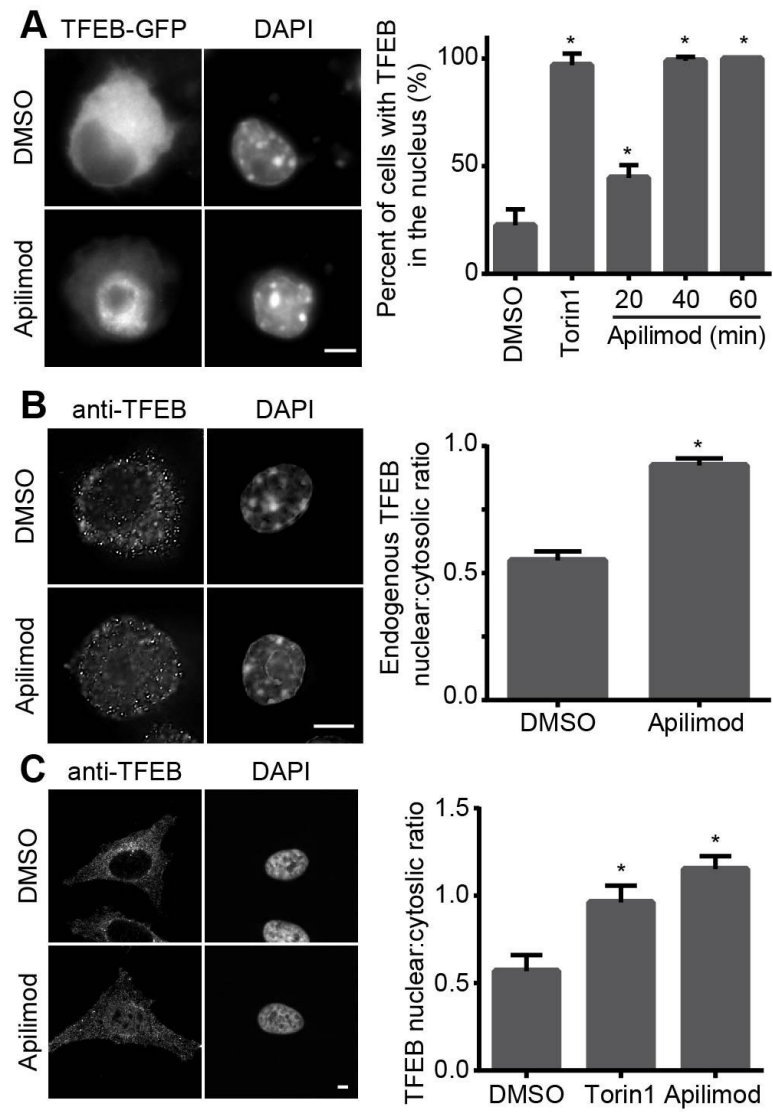 A
TFEB-GFP
DAPI
DMSO
Apilimod
Percent of cells with TFEB
in the nucleus (%)
100
50
0
*
*
*
*
DMSO
Torin1
20
40
60
Apilimod (min)
B
anti-TFEB
DAPI
DMSO
Apilimod
Endogenous TFEB
nuclear:cytosolic ratio
1.0
0.5
0.0
*
DMSO
Apilimod
C
anti-TFEB
DAPI
DMSO
Apilimod
TFEB nuclear:cytoslic ratio
1.5
1.0
0.5
0.0
*
*
DMSO
Torin1
Apilimod